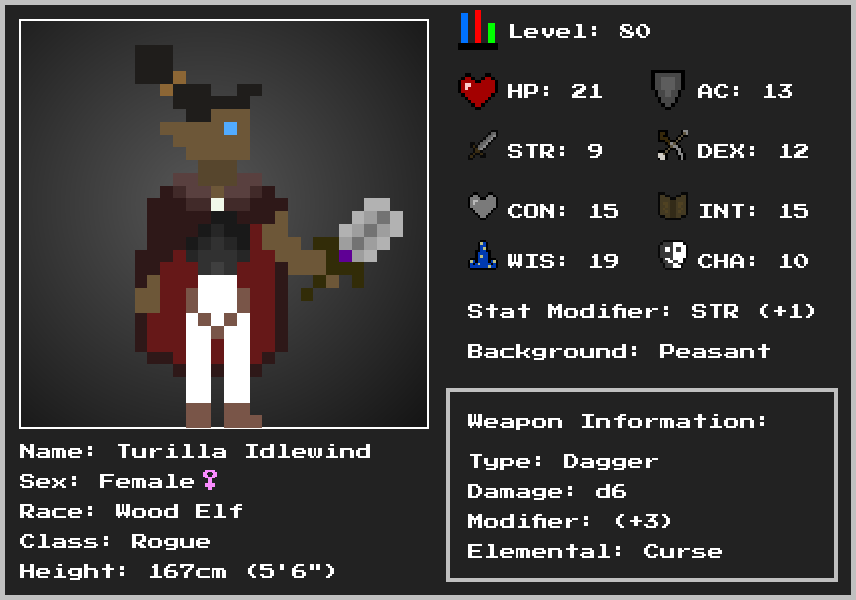 Level: 80
HP: 21 AC: 13
STR: 9 DEX: 12
CON: 15 INT: 15
WIS: 19 CHA: 10
Stat Modifier: STR (+1)
Background: Peasant
Weapon Information:
Type: Dagger
Damage: d6
Modifier: (+3)
Elemental: Curse
Name: Turilla Idlewind
Sex: Female♀
Race: Wood Elf
Class: Rogue
Height: 167cm (5'6")